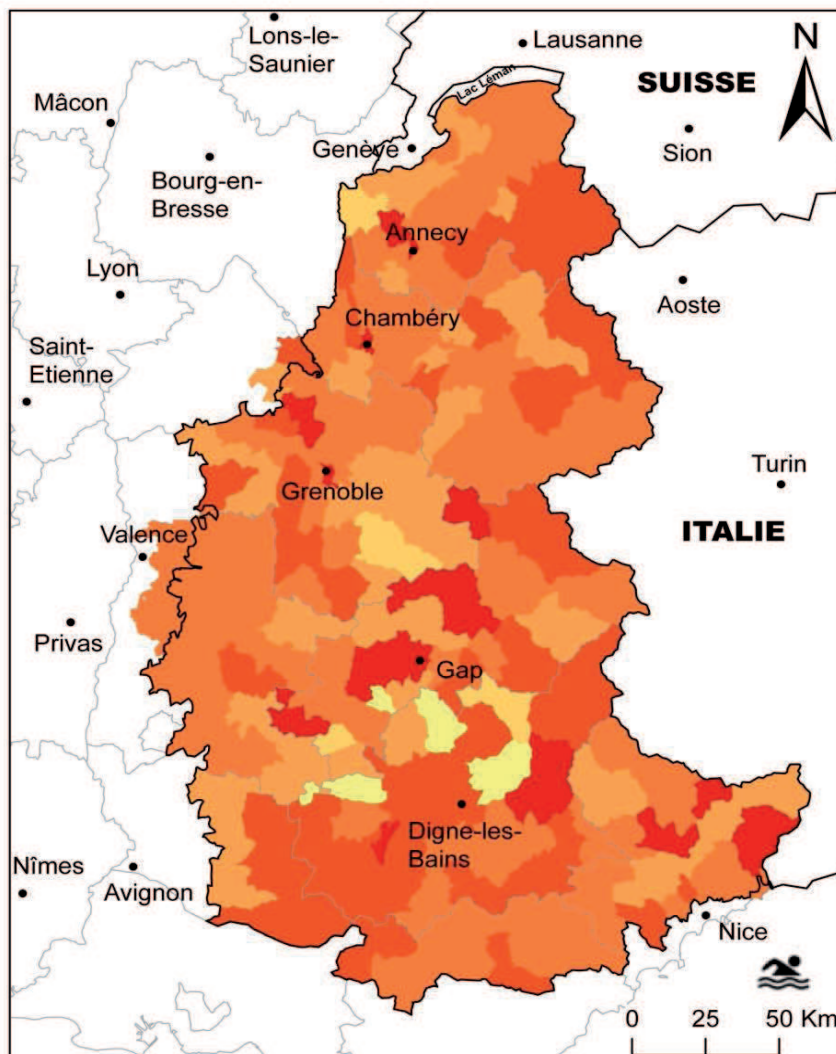 Lons-le-
Saunier
Lausanne
N
Lac Léman
SUISSE
Mâcon
Genève
Sion
Bourg-en-
Bresse
Annecy
Lyon
Aoste
Chambéry
Saint-
Etienne
Turin
Grenoble
ITALIE
Valence
Privas
Gap
Digne-les-
Bains
Nîmes
Avignon
Nice
0 25 50 Km